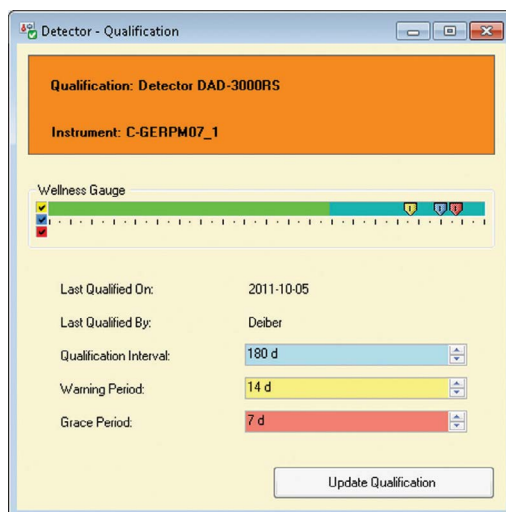 Detector - Qualification
Qualification: Detector DAD-3000RS
Instrument: C-GERPM07_1
Wellness Gauge
Last Qualified On: 2011-10-05
Last Qualified By: Deiber
Qualification Interval: 180 d
Warning Period: 14 d
Grace Period: 7 d
Update Qualification